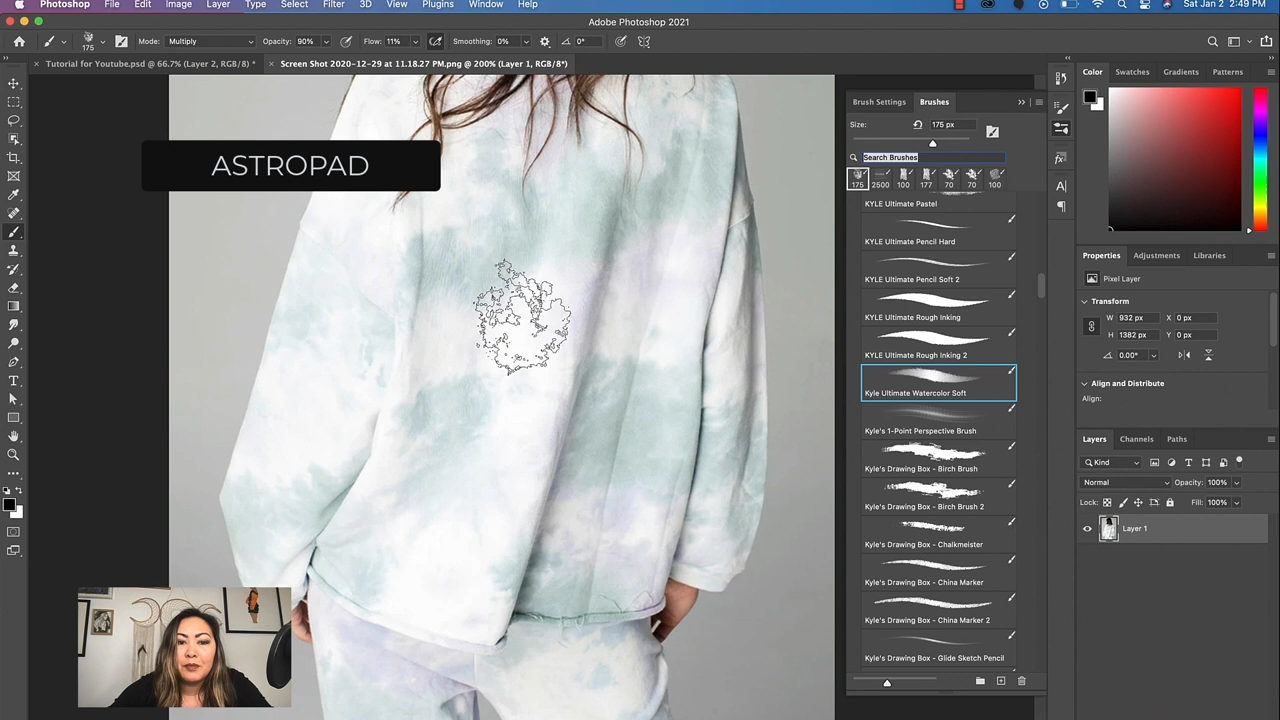 Photoshop File Edit Image Layer Type Select Filter 3D View Plugins Window Help Sat Jan 2 2:49 PM
Adobe Photoshop 2021
175 Mode: Multiply Opacity: 90% Flow: 11% Smoothing: 0% 0°
Tutorial for Youtube.psd @ 66.7% (Layer 2, RGB/8) *
Screen Shot 2020-12-29 at 11.18.27 PM.png @ 200% (Layer 1, RGB/8*)
ASTROPAD
Brush Settings Brushes
Size: 175 px
Search Brushes
175 2500 100 177 70 70 100
KYLE Ultimate Pastel
KYLE Ultimate Pencil Hard
KYLE Ultimate Pencil Soft 2
KYLE Ultimate Rough Inking
KYLE Ultimate Rough Inking 2
Kyle Ultimate Watercolor Soft
Kyle's 1-Point Perspective Brush
Kyle's Drawing Box - Birch Brush
Kyle's Drawing Box - Birch Brush 2
Kyle's Drawing Box - Chalkmeister
Kyle's Drawing Box - China Marker
Kyle's Drawing Box - China Marker 2
Kyle's Drawing Box - Glide Sketch Pencil
Color Swatches Gradients Patterns
Properties Adjustments Libraries
Pixel Layer
Transform
W 932 px X 0 px
H 1382 px Y 0 px
0.00°
Align and Distribute
Align:
Layers Channels Paths
Kind
Normal Opacity: 100%
Lock: Fill: 100%
Layer 1